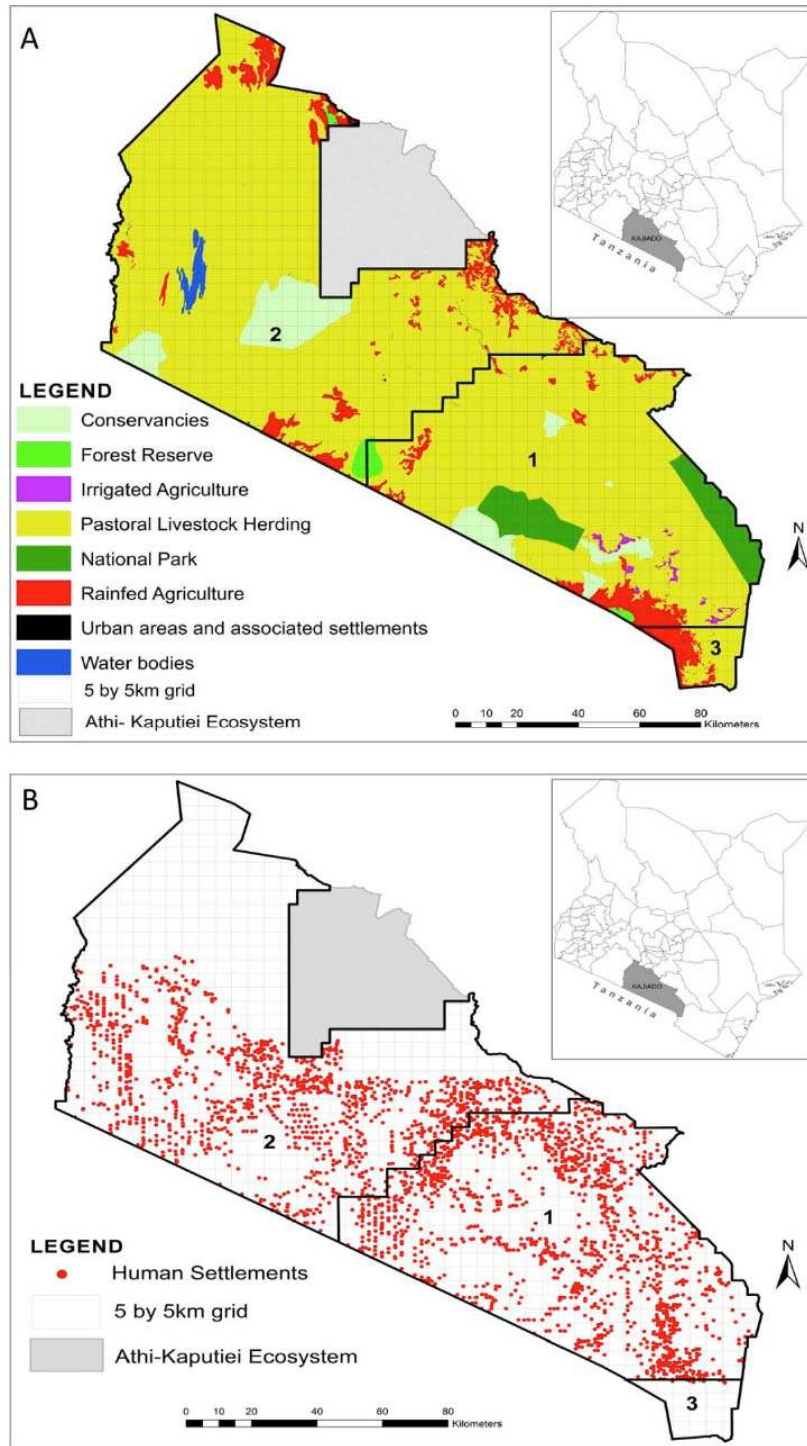 A
KAJIADO
Tanzania
2
LEGEND
Conservancies
Forest Reserve
Irrigated Agriculture
Pastoral Livestock Herding
National Park
Rainfed Agriculture
Urban areas and associated settlements
Water bodies
5 by 5km grid
Athi- Kaputiei Ecosystem
1
N
3
0 10 20 40 60 80
Kilometers
B
KAJIADO
Tanzania
2
1
LEGEND
Human Settlements
5 by 5km grid
Athi-Kaputiei Ecosystem
N
3
0 10 20 40 60 80
Kilometers